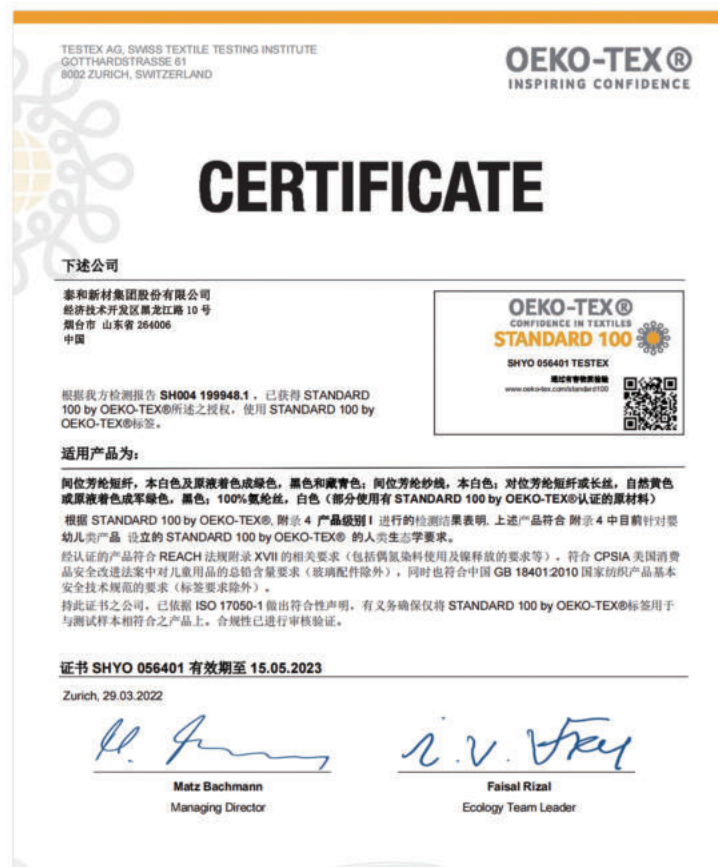 TESTEX AG, SWISS TEXTILE TESTING INSTITUTE
GOTTHARDSTRASSE 61
8002 ZURICH, SWITZERLAND
OEKO-TEX®
INSPIRING CONFIDENCE
CERTIFICATE
下述公司
泰和新材集团股份有限公司
经济技术开发区黑龙江路 10 号
烟台市 山东省 264006
中国
OEKO-TEX®
CONFIDENCE IN TEXTILES
STANDARD 100
SHYO 056401 TESTEX
通过有害物质检验
www.oeko-tex.com/standard100
根据我方检测报告 SH004 199948.1 ，已获得 STANDARD
100 by OEKO-TEX®所述之授权，使用 STANDARD 100 by
OEKO-TEX®标签。
适用产品为:
间位芳纶短纤，本白色及原液着色成绿色，黑色和藏青色；间位芳纶纱线，本白色；对位芳纶短纤或长丝，自然黄色
或原液着色成军绿色，黑色；100%氨纶丝，白色（部分使用有 STANDARD 100 by OEKO-TEX®认证的原材料）
根据 STANDARD 100 by OEKO-TEX®, 附录 4 产品级别 I 进行的检测结果表明, 上述产品符合 附录 4 中目前针对婴
幼儿类产品 设立的 STANDARD 100 by OEKO-TEX® 的人类生态学要求。
经认证的产品符合 REACH 法规附录 XVII 的相关要求（包括偶氮染料使用及镍释放的要求等），符合 CPSIA 美国消费
品安全改进法案中对儿童用品的总铅含量要求（玻璃配件除外），同时也符合中国 GB 18401:2010 国家纺织产品基本
安全技术规范的要求（标签要求除外）。
持此证书之公司，已依据 ISO 17050-1 做出符合性声明，有义务确保仅将 STANDARD 100 by OEKO-TEX®标签用于
与测试样本相符合之产品上。合规性已进行审核验证。
证书 SHYO 056401 有效期至 15.05.2023
Zurich, 29.03.2022
Matz Bachmann
Managing Director
Faisal Rizal
Ecology Team Leader